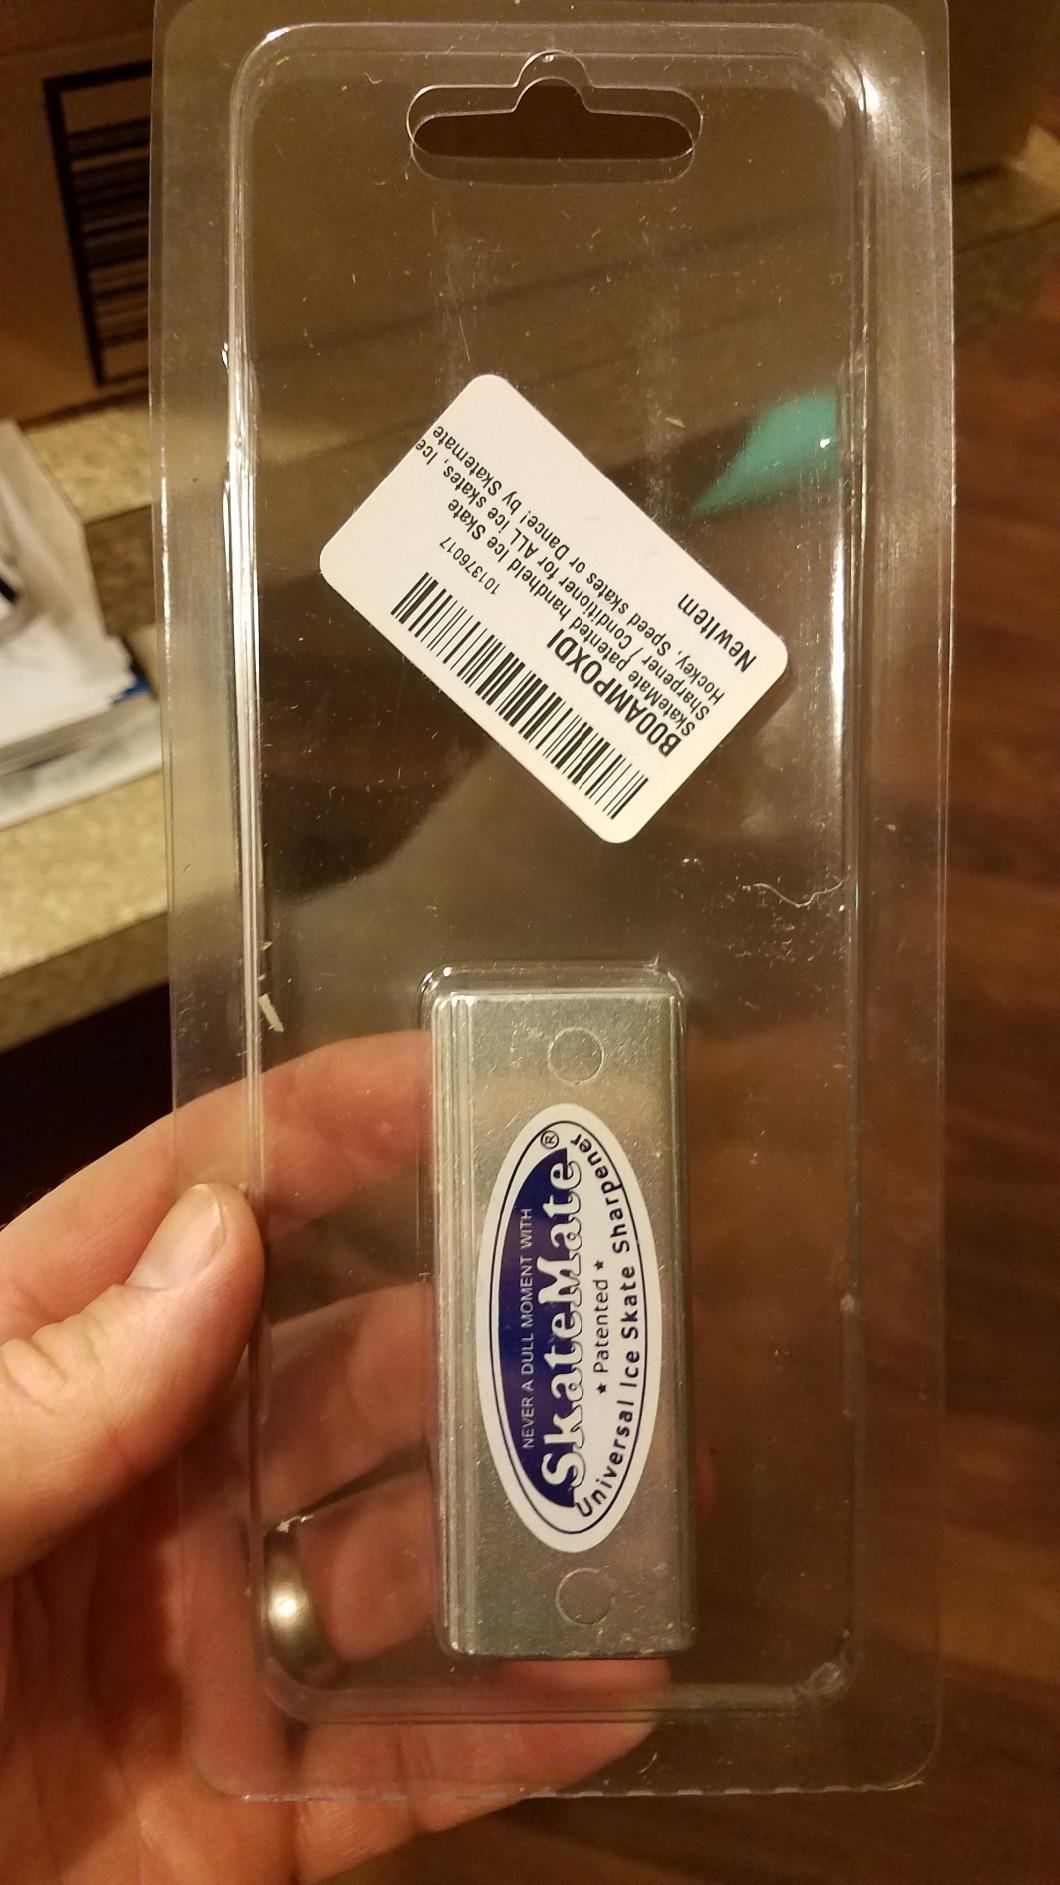 B00AMPOXDI
101376017
SkateMate patented handheld Ice Skate
Sharpener / Conditioner for ALL ice skates, Ice
Hockey, Speed skates or Dance! by Skatemate
NewItem
m
NEVER A DULL MOMENT WITH
SkateMate®
★ Patented ★
Universal Ice Skate Sharpener